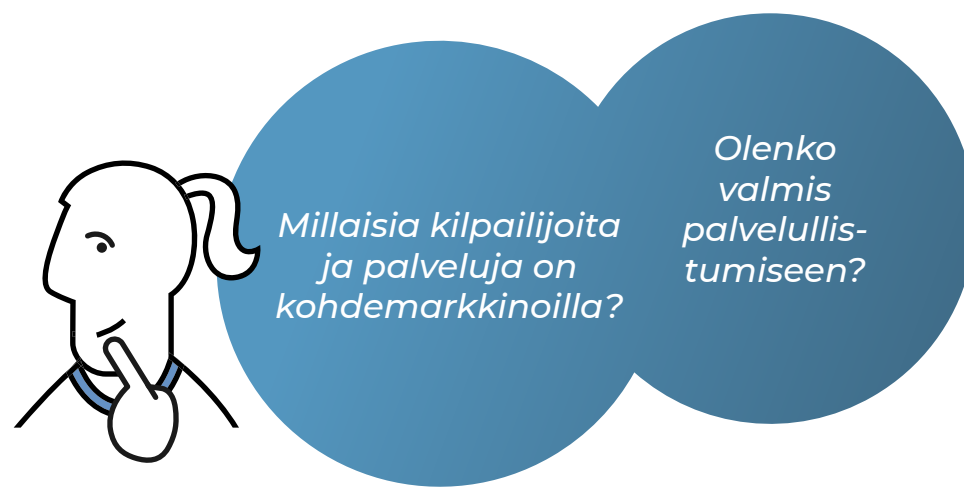 Millaisia kilpailijoita
ja palveluja on
kohdemarkkinoilla?
Olenko
valmis
palvelullis-
tumiseen?